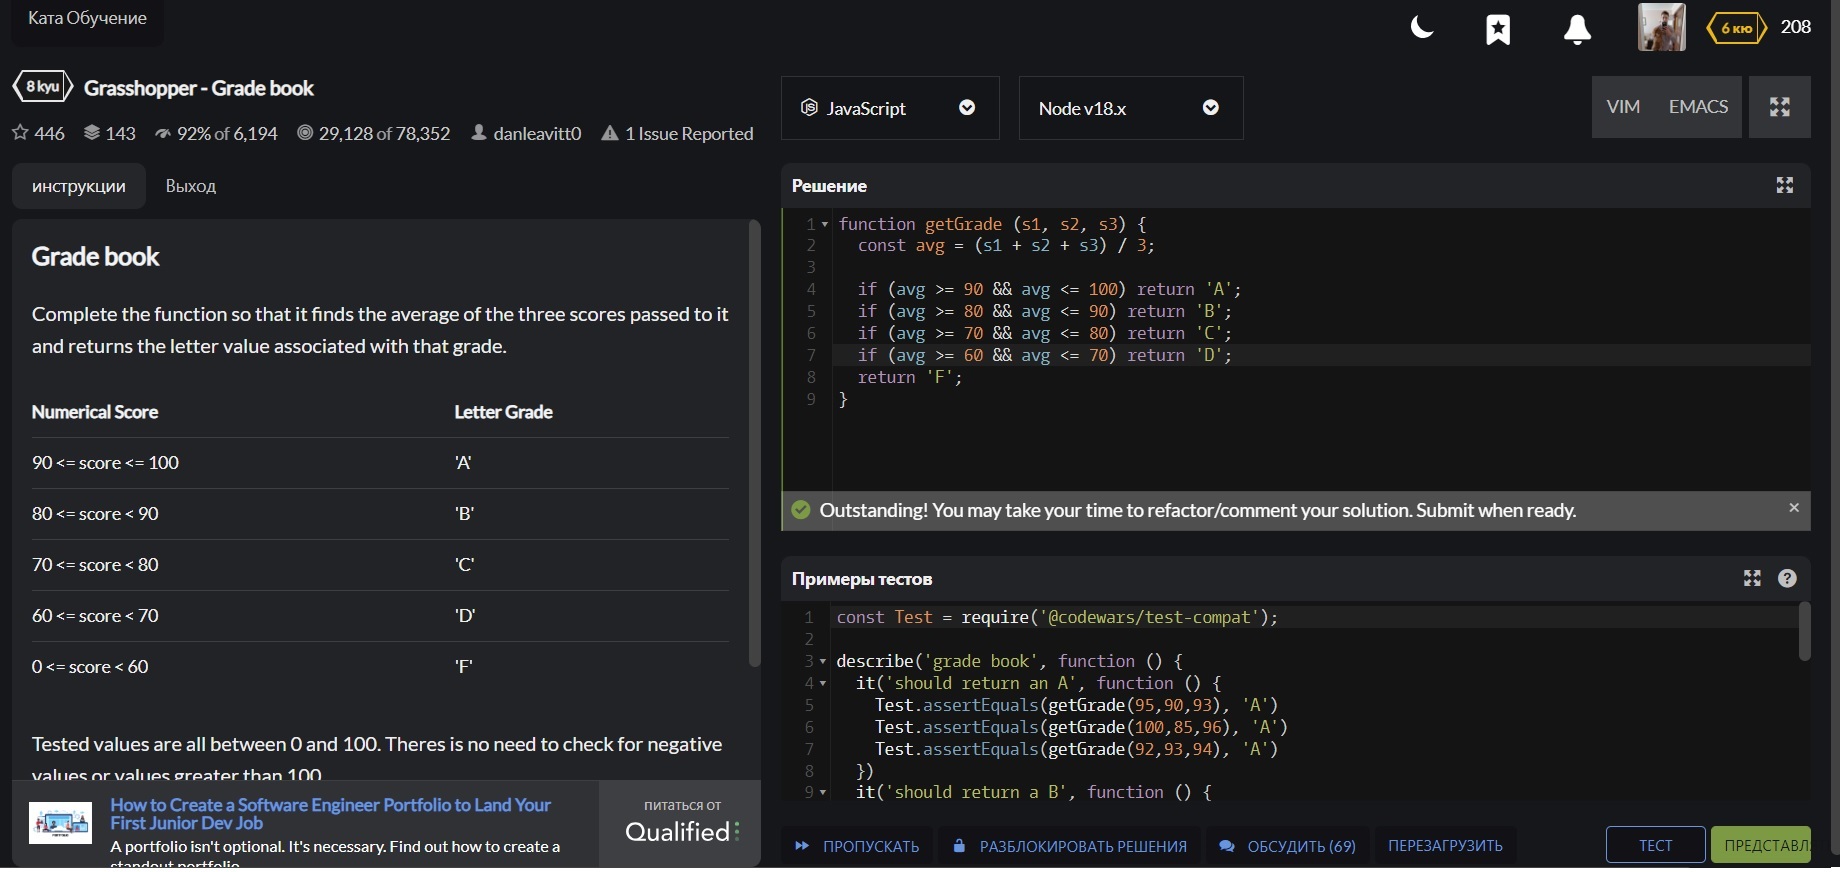 Ката Обучение
6 кю 208
8 kyu Grasshopper - Grade book
446 143 92% of 6,194 29,128 of 78,352 danleavitt0 1 Issue Reported
инструкции Выход
Grade book
Complete the function so that it finds the average of the three scores passed to it
and returns the letter value associated with that grade.
Numerical Score Letter Grade
90 <= score <= 100 'A'
80 <= score < 90 'B'
70 <= score < 80 'C'
60 <= score < 70 'D'
0 <= score < 60 'F'
Tested values are all between 0 and 100. Theres is no need to check for negative
values or values greater than 100
How to Create a Software Engineer Portfolio to Land Your
First Junior Dev Job
A portfolio isn't optional. It's necessary. Find out how to create a
standout portfolio
питаться от
Qualified
JavaScript Node v18.x VIM EMACS
Решение
1 function getGrade (s1, s2, s3) {
2 const avg = (s1 + s2 + s3) / 3;
3
4 if (avg >= 90 && avg <= 100) return 'A';
5 if (avg >= 80 && avg <= 90) return 'B';
6 if (avg >= 70 && avg <= 80) return 'C';
7 if (avg >= 60 && avg <= 70) return 'D';
8 return 'F';
9 }
Outstanding! You may take your time to refactor/comment your solution. Submit when ready. ×
Примеры тестов
1 const Test = require('@codewars/test-compat');
2
3 describe('grade book', function () {
4 it('should return an A', function () {
5 Test.assertEquals(getGrade(95,90,93), 'A')
6 Test.assertEquals(getGrade(100,85,96), 'A')
7 Test.assertEquals(getGrade(92,93,94), 'A')
8 })
9 it('should return a B', function () {
ПРОПУСКАТЬ РАЗБЛОКИРОВАТЬ РЕШЕНИЯ ОБСУДИТЬ (69) ПЕРЕЗАГРУЗИТЬ ТЕСТ ПРЕДСТАВЛ